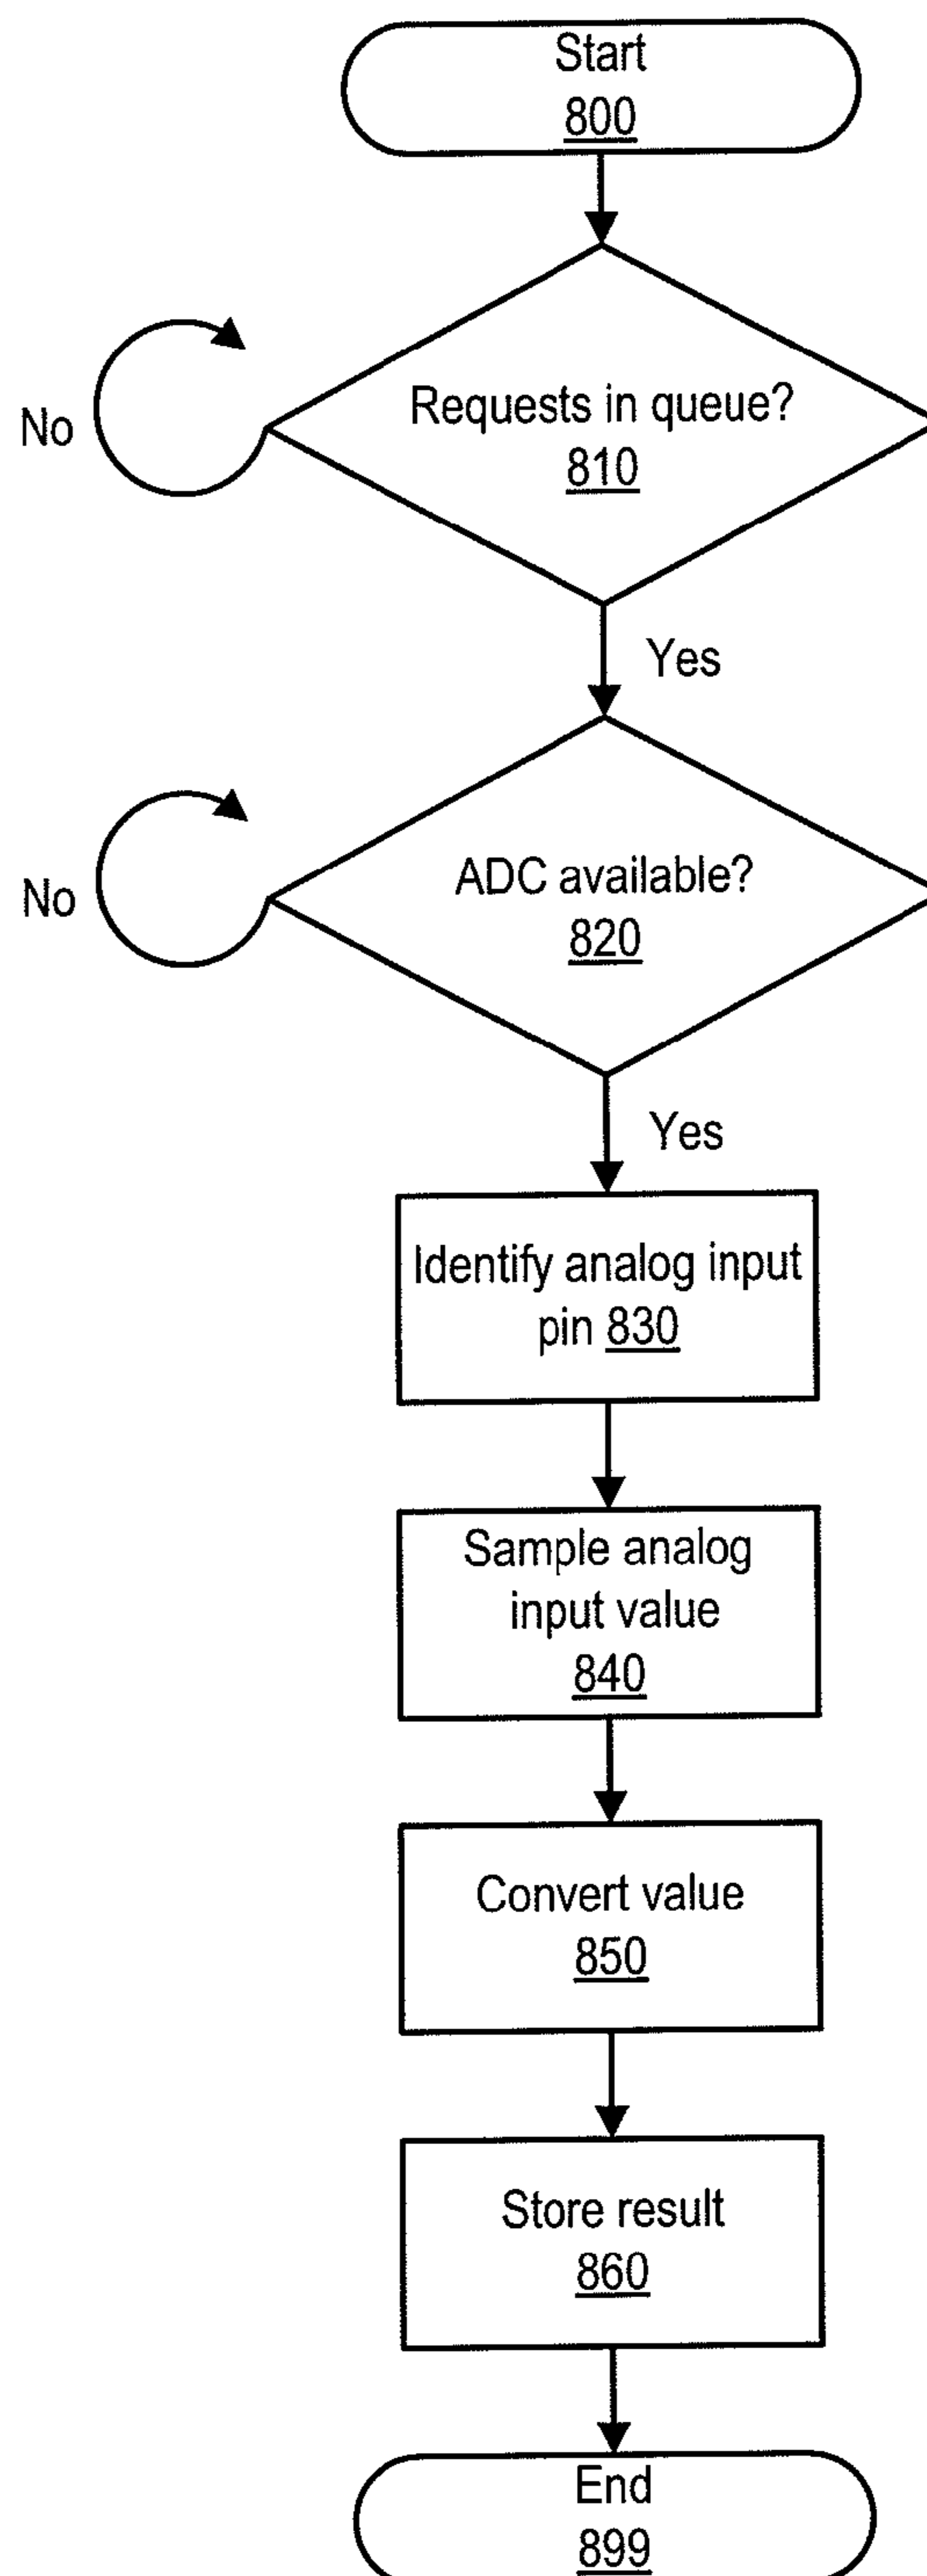 Start
800
Requests in queue?
No
810
Yes
ADC available?
No
820
Yes
Identify analog input
pin 830
Sample analog
input value
840
Convert value
850
Store result
860
End
899